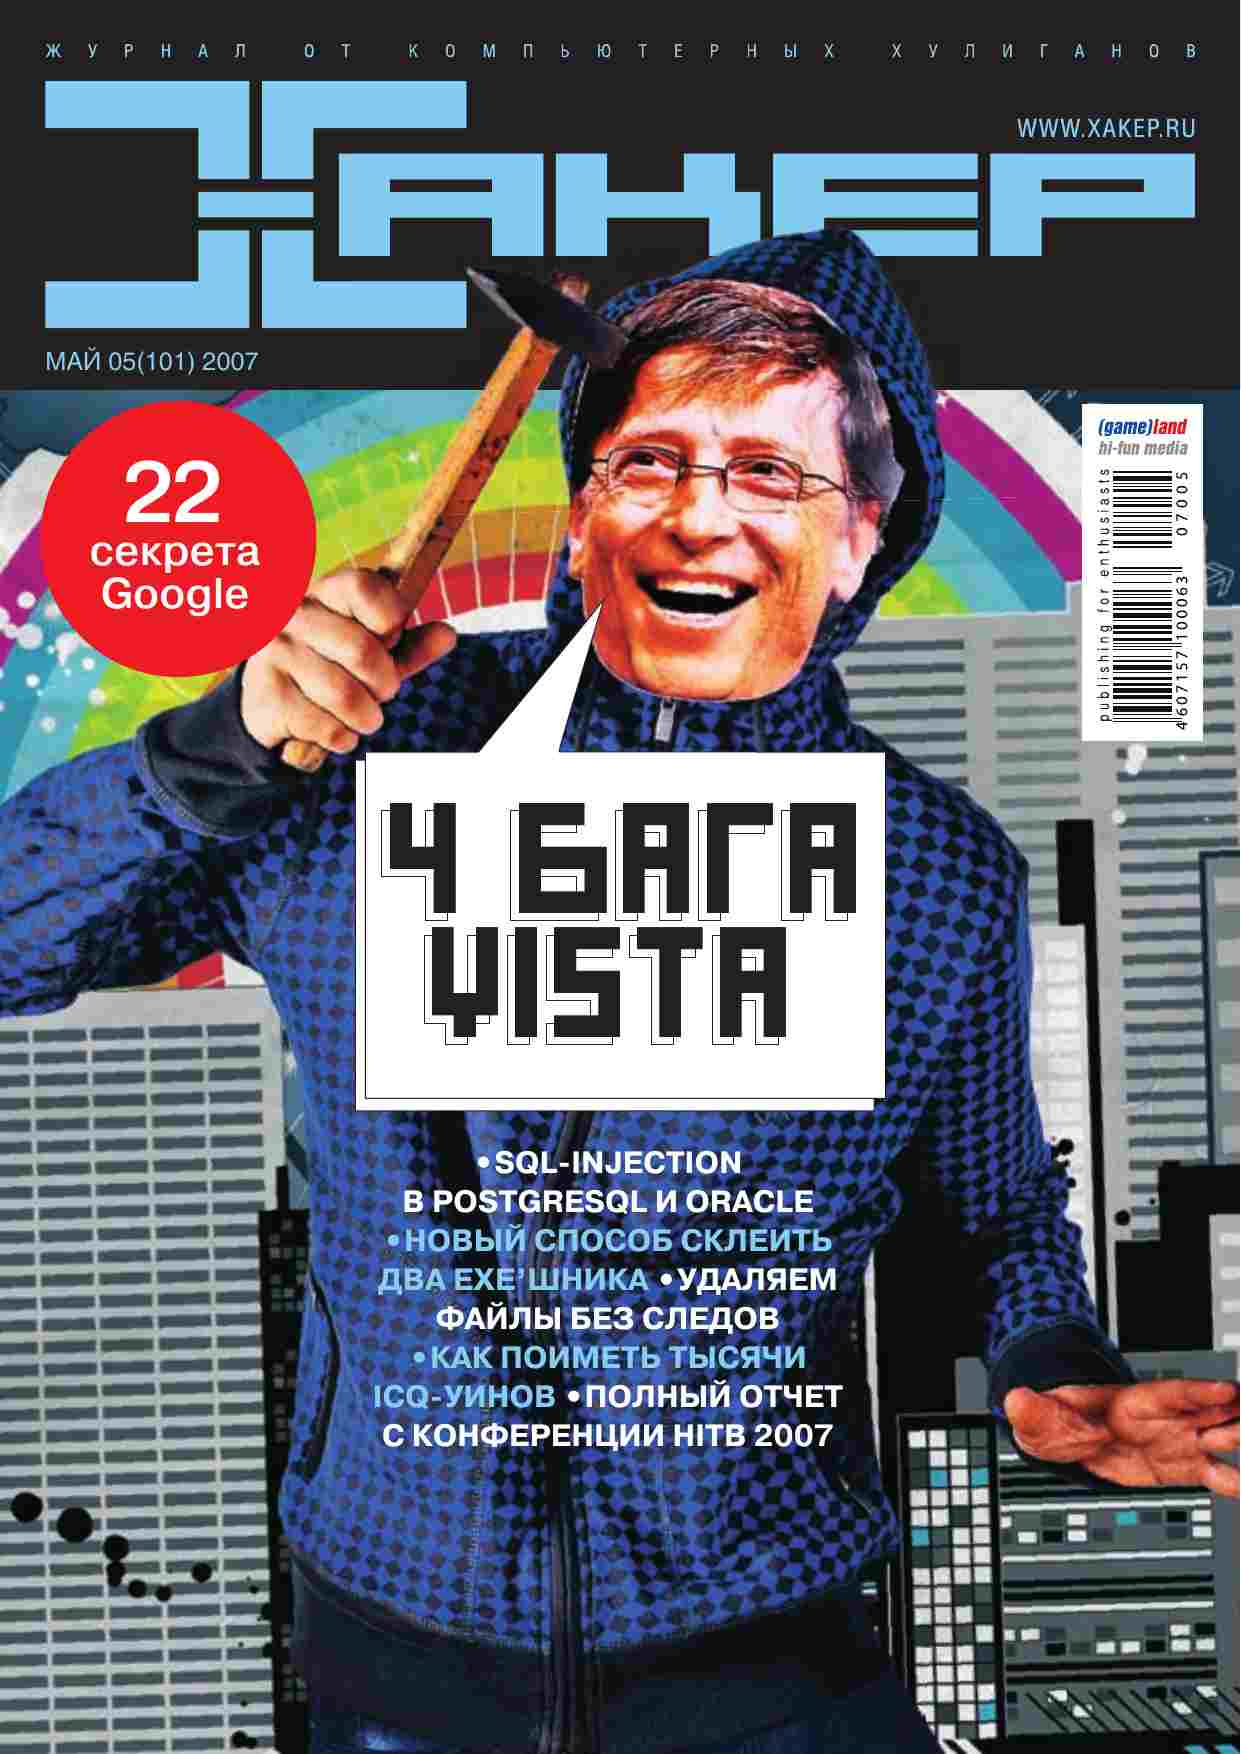 ЖУРНАЛ ОТ КОМПЬЮТЕРНЫХ ХУЛИГАНОВ
WWW.XAKEP.RU
ХАКЕР
МАЙ 05(101) 2007
22
секрета
Google
(game)land
hi-fun media
publishing for enthusiasts
07005
4607157100063
4 БАГА
VISTA
•SQL-INJECTION
В POSTGRESQL И ORACLE
•НОВЫЙ СПОСОБ СКЛЕИТЬ
ДВА EXE’ШНИКА •УДАЛЯЕМ
ФАЙЛЫ БЕЗ СЛЕДОВ
•КАК ПОИМЕТЬ ТЫСЯЧИ
ICQ-УИНОВ •ПОЛНЫЙ ОТЧЕТ
С КОНФЕРЕНЦИИ HITB 2007